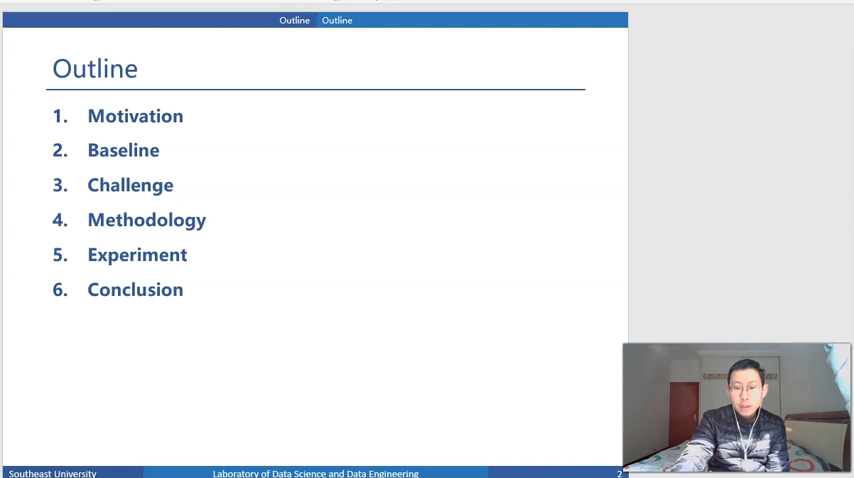 Outline Outline
Outline
1. Motivation
2. Baseline
3. Challenge
4. Methodology
5. Experiment
6. Conclusion
Southeast University Laboratory of Data Science and Data Engineering 2